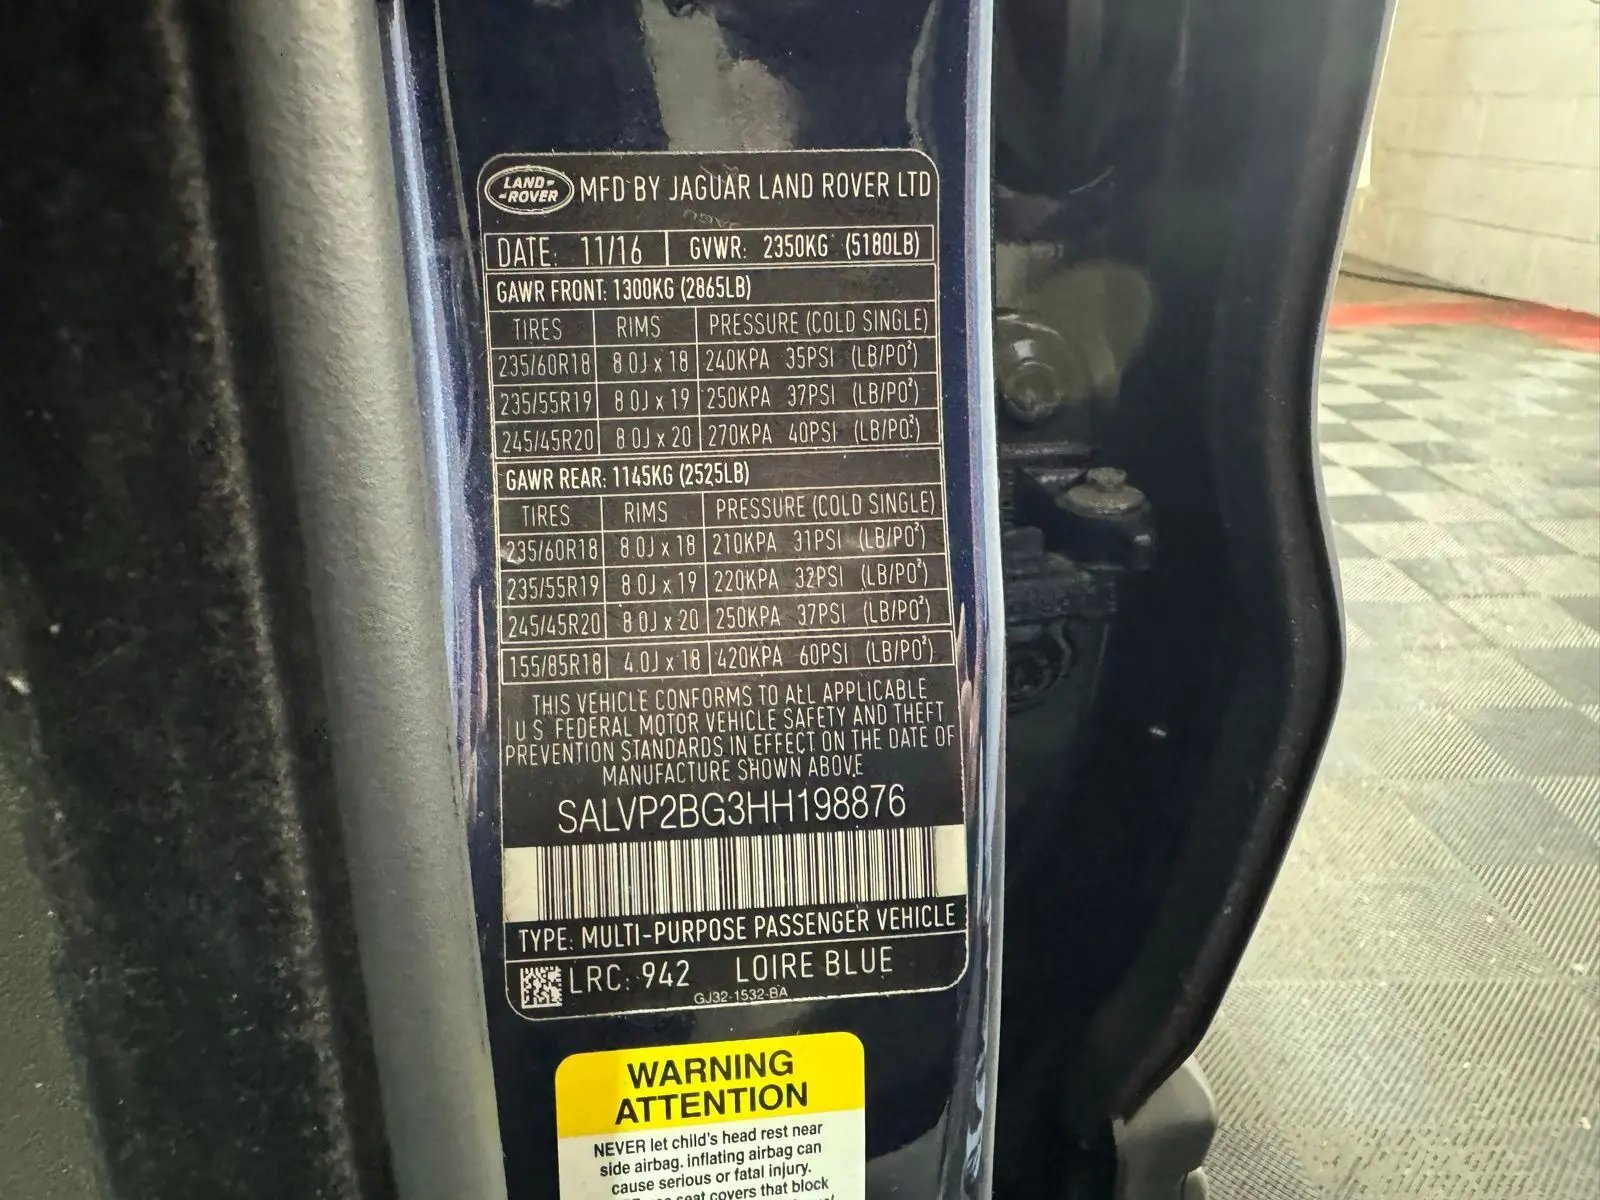 LAND-
-ROVER
MFD BY JAGUAR LAND ROVER LTD
DATE: 11/16 GVWR: 2350KG (5180LB)
GAWR FRONT: 1300KG (2865LB)
TIRES RIMS PRESSURE (COLD SINGLE)
235/60R18 8.0J x 18 240KPA 35PSI (LB/PO²)
235/55R19 8.0J x 19 250KPA 37PSI (LB/PO²)
245/45R20 8.0J x 20 270KPA 40PSI (LB/PO²)
GAWR REAR: 1145KG (2525LB)
TIRES RIMS PRESSURE (COLD SINGLE)
235/60R18 8.0J x 18 210KPA 31PSI (LB/PO²)
235/55R19 8.0J x 19 220KPA 32PSI (LB/PO²)
245/45R20 8.0J x 20 250KPA 37PSI (LB/PO²)
155/85R18 4.0J x 18 420KPA 60PSI (LB/PO²)
THIS VEHICLE CONFORMS TO ALL APPLICABLE
U.S. FEDERAL MOTOR VEHICLE SAFETY AND THEFT
PREVENTION STANDARDS IN EFFECT ON THE DATE OF
MANUFACTURE SHOWN ABOVE
SALVP2BG3HH198876
TYPE: MULTI-PURPOSE PASSENGER VEHICLE
LRC: 942 LOIRE BLUE
GJ32-1532-BA
WARNING
ATTENTION
NEVER let child's head rest near
side airbag. inflating airbag can
cause serious or fatal injury.
seat covers that block